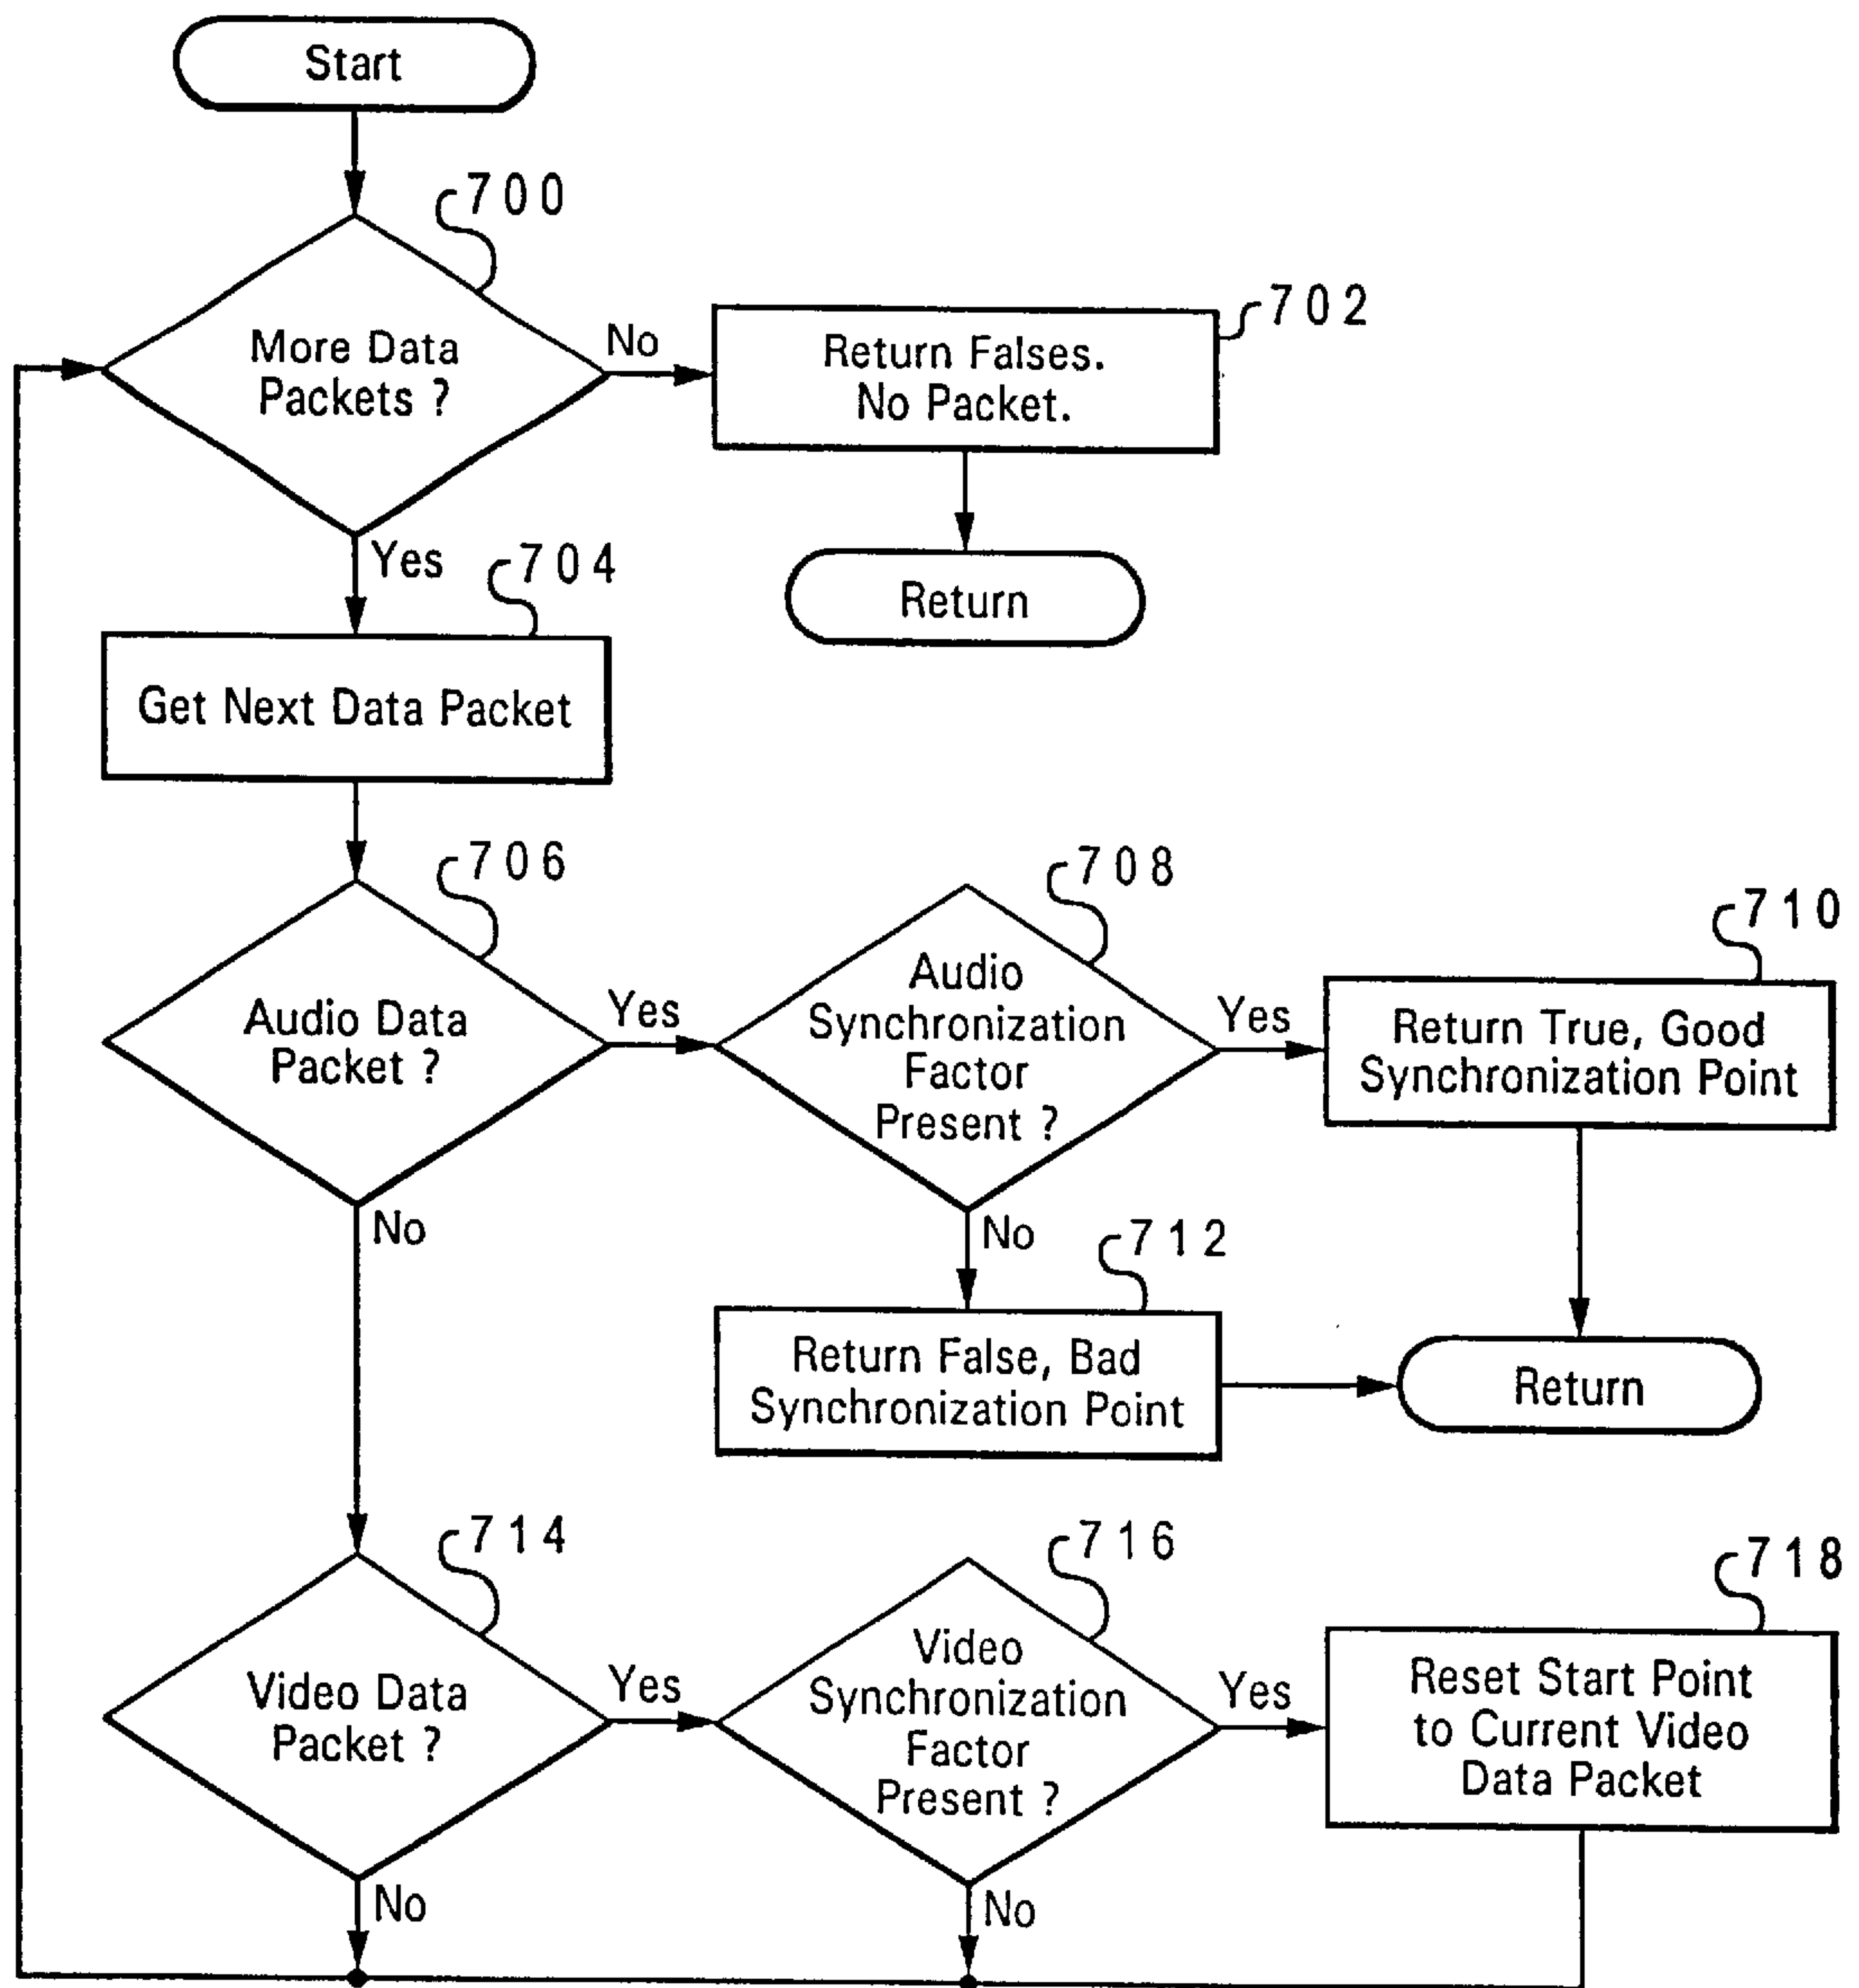 Start
700
More Data
Packets ?
No
702
Return Falses.
No Packet.
Return
Yes
704
Get Next Data Packet
706
Audio Data
Packet ?
Yes
708
Audio
Synchronization
Factor
Present ?
Yes
710
Return True, Good
Synchronization Point
No
No
712
Return False, Bad
Synchronization Point
Return
714
Video Data
Packet ?
Yes
716
Video
Synchronization
Factor
Present ?
Yes
718
Reset Start Point
to Current Video
Data Packet
No
No